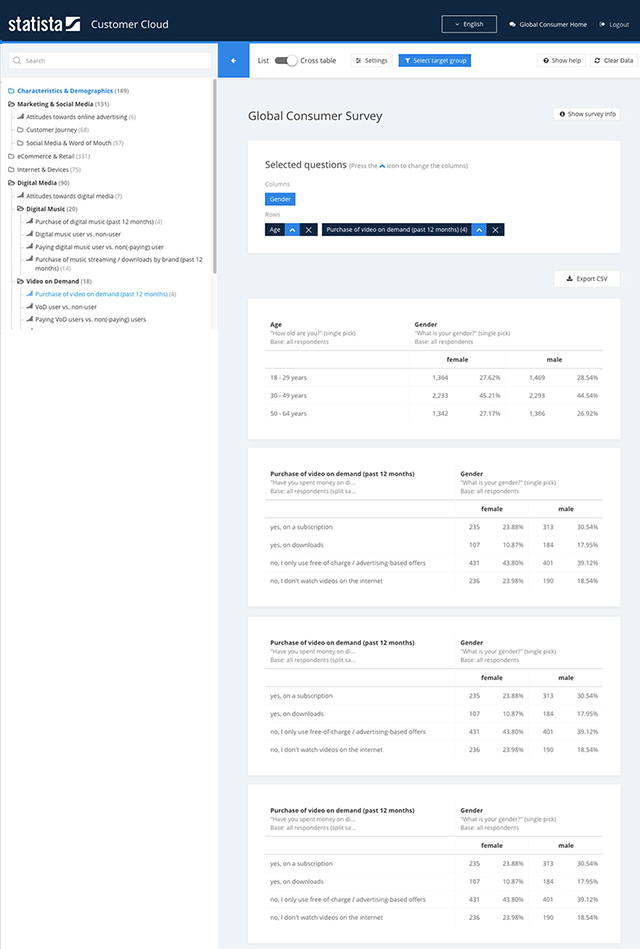 statista Customer Cloud English Global Consumer Home Logout
Search
List Cross table Settings Select target group Show help Clear Data
Characteristics & Demographics (189)
Marketing & Social Media (131)
Attitudes towards online advertising (6)
Customer Journey (68)
Social Media & Word of Mouth (57)
eCommerce & Retail (331)
Internet & Devices (75)
Digital Media (90)
Attitudes towards digital media (7)
Digital Music (20)
Purchase of digital music (past 12 months) (4)
Digital music user vs. non-user
Paying digital music user vs. non(-paying) user
Purchase of music streaming / downloads by brand (past 12
months) (14)
Video on Demand (18)
Purchase of video on demand (past 12 months) (4)
VoD user vs. non-user
Paying VoD users vs. non(-paying) users
Global Consumer Survey Show survey info
Selected questions (Press the icon to change the columns)
Columns
Gender
Rows
Age Purchase of video on demand (past 12 months) (4)
Export CSV
Age Gender
"How old are you?" (single pick) "What is your gender?" (single pick)
Base: all respondents Base: all respondents
female male
18 - 29 years 1,364 27.62% 1,469 28.54%
30 - 49 years 2,233 45.21% 2,293 44.54%
50 - 64 years 1,342 27.17% 1,386 26.92%
Purchase of video on demand (past 12 months) Gender
"Have you spent money on di... "What is your gender?" (single pick)
Base: all respondents (split sa... Base: all respondents
female male
yes, on a subscription 235 23.88% 313 30.54%
yes, on downloads 107 10.87% 184 17.95%
no, I only use free-of-charge / advertising-based offers 431 43.80% 401 39.12%
no, I don't watch videos on the internet 236 23.98% 190 18.54%
Purchase of video on demand (past 12 months) Gender
"Have you spent money on di... "What is your gender?" (single pick)
Base: all respondents (split sa... Base: all respondents
female male
yes, on a subscription 235 23.88% 313 30.54%
yes, on downloads 107 10.87% 184 17.95%
no, I only use free-of-charge / advertising-based offers 431 43.80% 401 39.12%
no, I don't watch videos on the internet 236 23.98% 190 18.54%
Purchase of video on demand (past 12 months) Gender
"Have you spent money on di... "What is your gender?" (single pick)
Base: all respondents (split sa... Base: all respondents
female male
yes, on a subscription 235 23.88% 313 30.54%
yes, on downloads 107 10.87% 184 17.95%
no, I only use free-of-charge / advertising-based offers 431 43.80% 401 39.12%
no, I don't watch videos on the internet 236 23.98% 190 18.54%